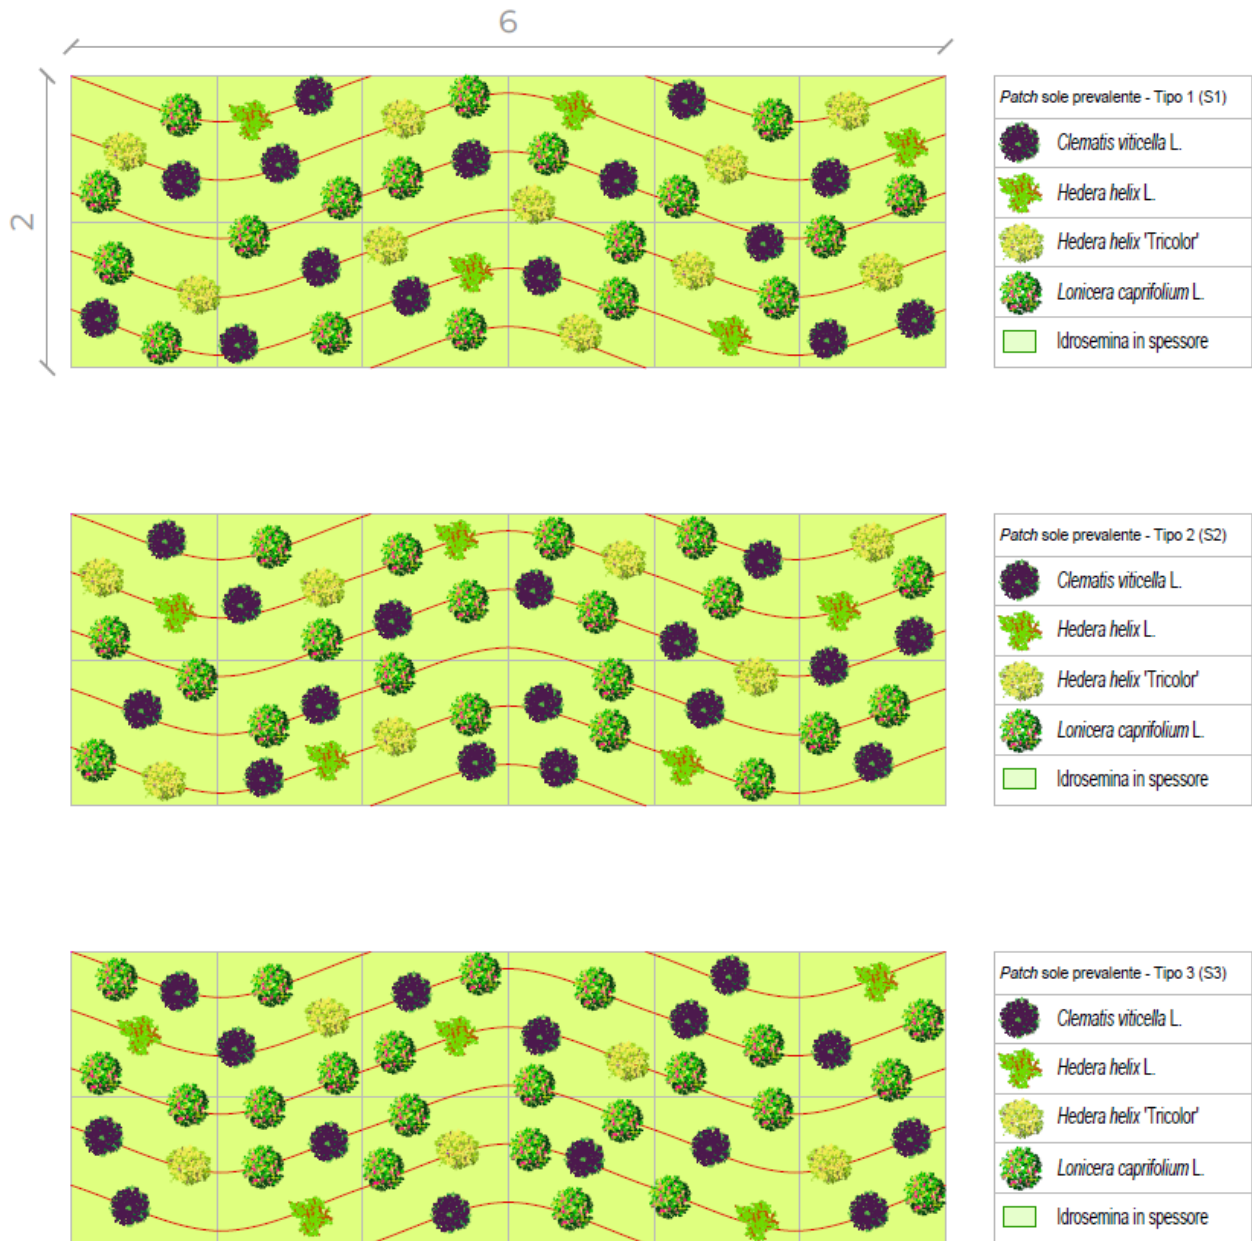 6
2
Patch sole prevalente - Tipo 1 (S1)
Clematis viticella L.
Hedera helix L.
Hedera helix 'Tricolor'
Lonicera caprifolium L.
Idrosemina in spessore
Patch sole prevalente - Tipo 2 (S2)
Clematis viticella L.
Hedera helix L.
Hedera helix 'Tricolor'
Lonicera caprifolium L.
Idrosemina in spessore
Patch sole prevalente - Tipo 3 (S3)
Clematis viticella L.
Hedera helix L.
Hedera helix 'Tricolor'
Lonicera caprifolium L.
Idrosemina in spessore